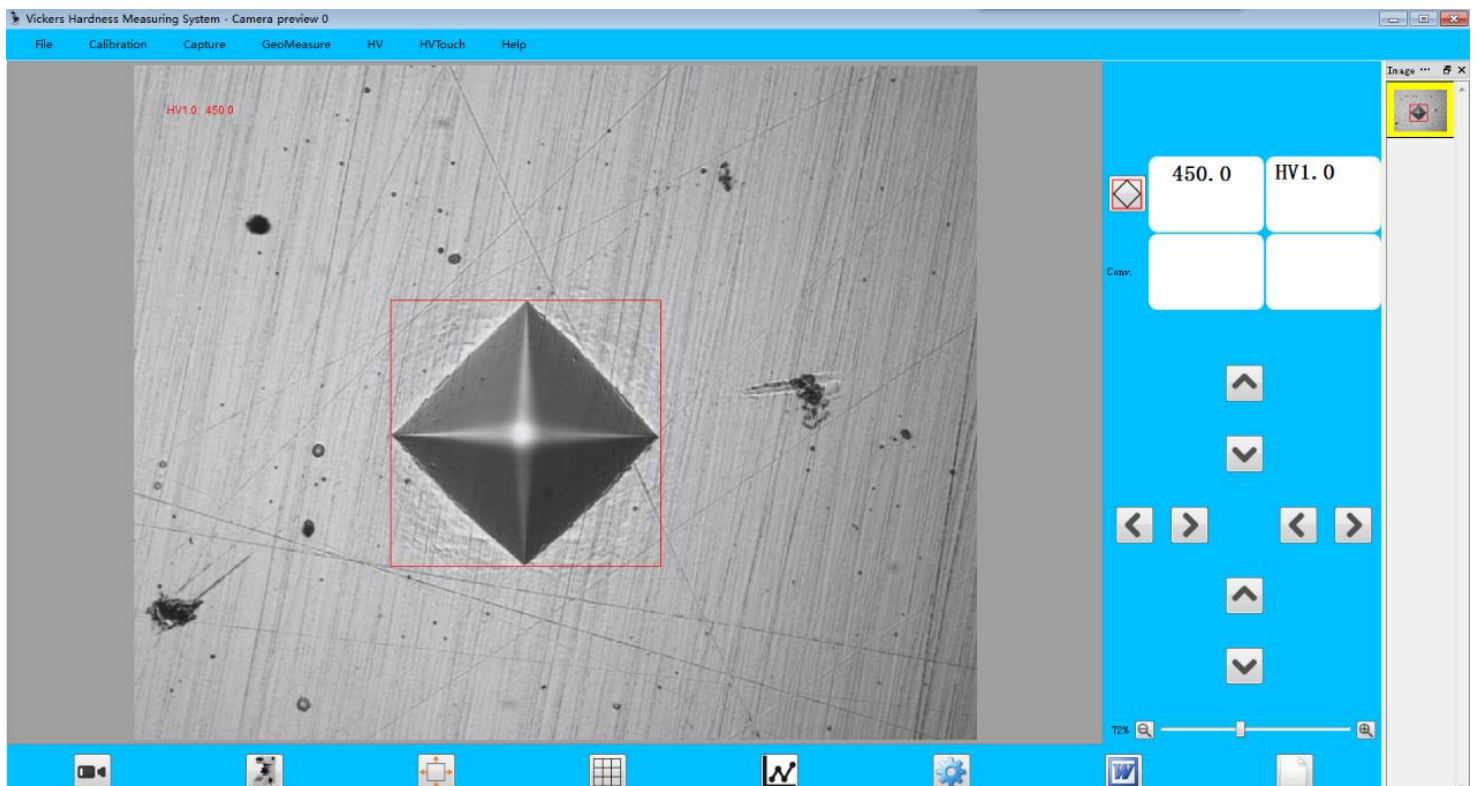 Vickers Hardness Measuring System - Camera preview 0
File Calibration Capture GeoMeasure HV HVTouch Help
Image ...
HV1.0: 450.0
450.0 HV1.0
Conv.
72%
W